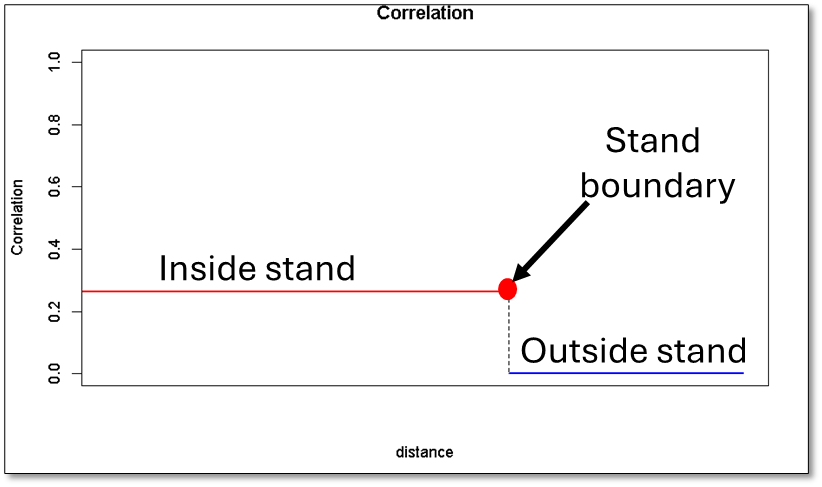 Correlation
1.0
0.8
0.6
0.4
0.2
0.0
Correlation
Stand
boundary
Inside stand
Outside stand
distance